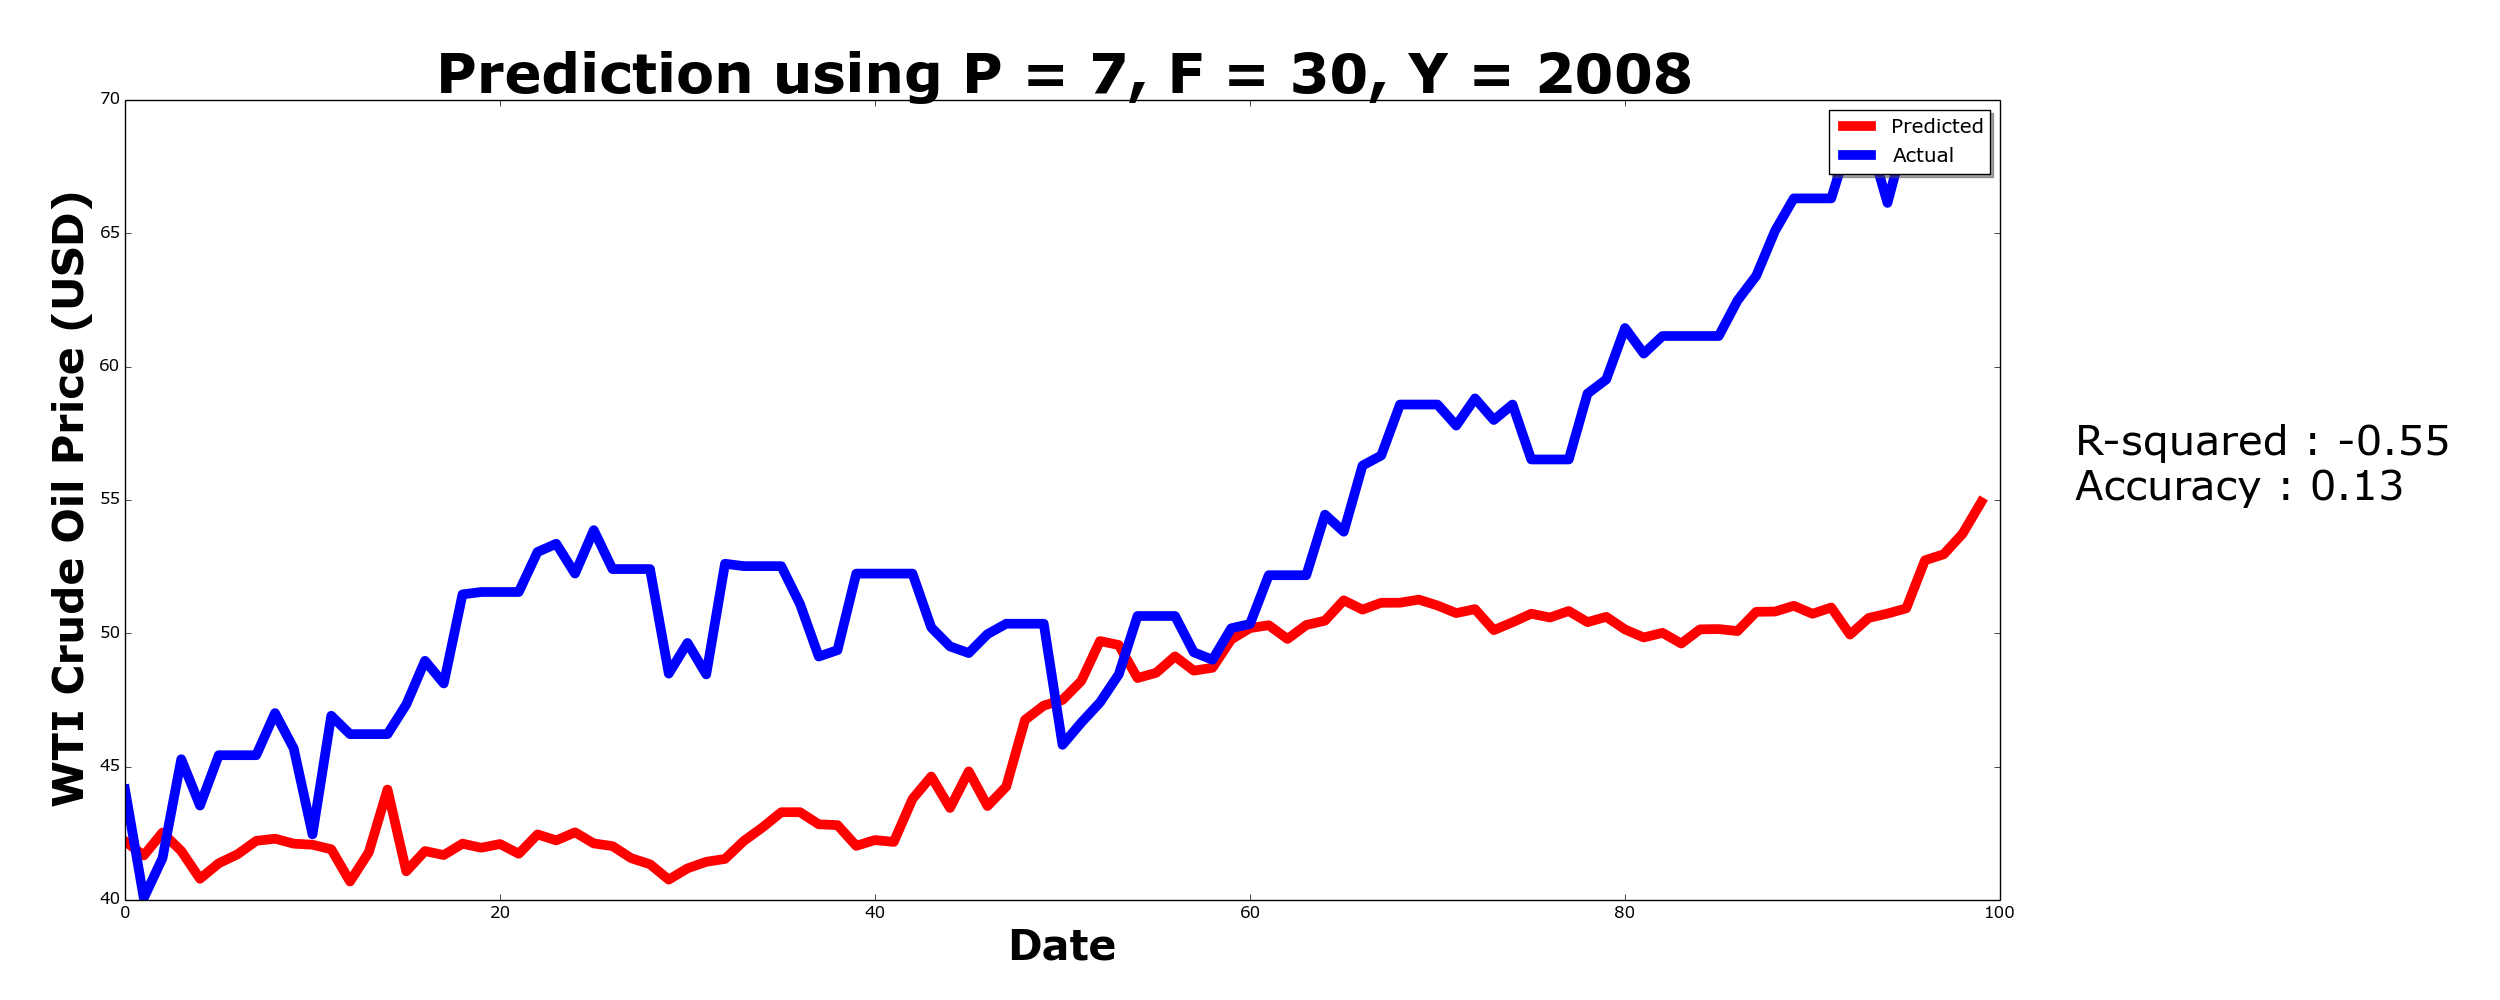 Prediction using P = 7, F = 30, Y = 2008
70
65
60
55
50
45
40
WTI Crude Oil Price (USD)
Predicted
Actual
R-squared : -0.55
Accuracy : 0.13
0 20 40 60 80 100
Date